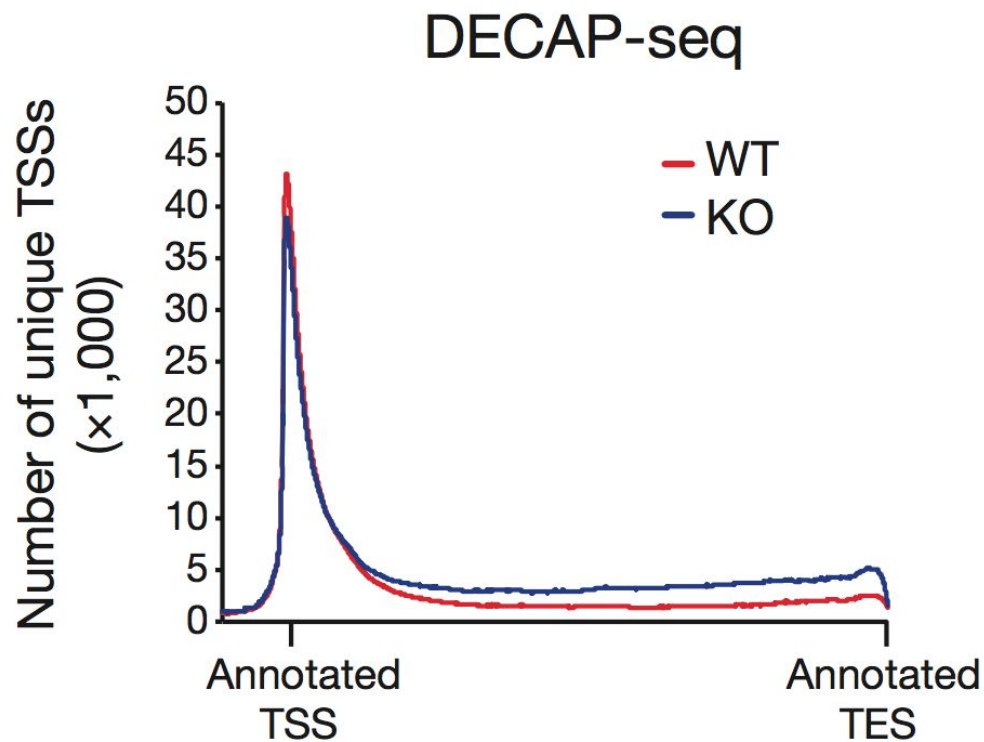 DECAP-seq
Number of unique TSSs
(×1,000)
50
45
40
35
30
25
20
15
10
5
0
WT
KO
Annotated
TSS
Annotated
TES